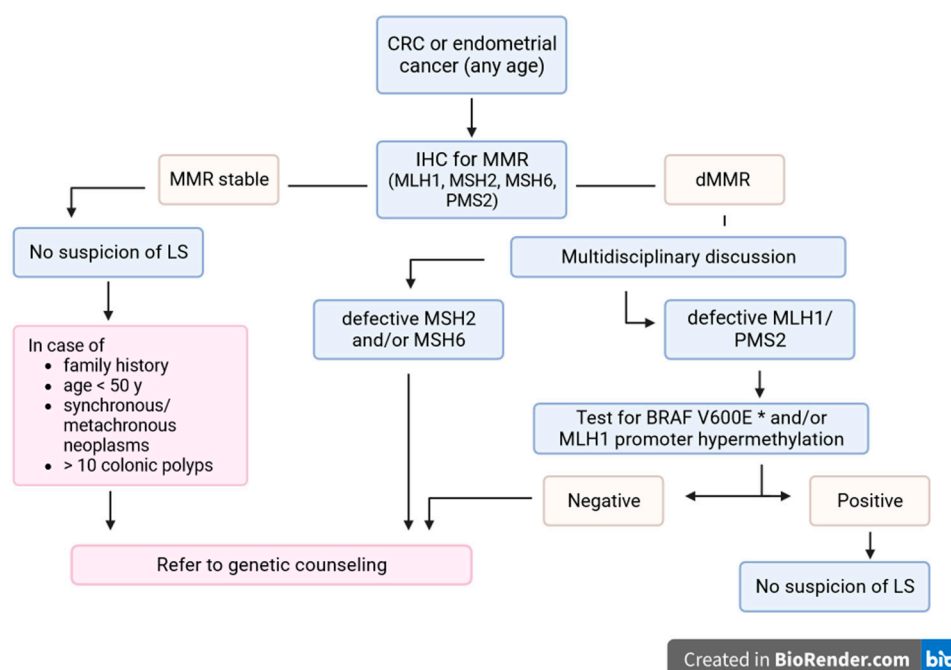 CRC or endometrial
cancer (any age)
IHC for MMR
(MLH1, MSH2, MSH6,
PMS2)
MMR stable
dMMR
No suspicion of LS
Multidisciplinary discussion
defective MSH2
and/or MSH6
defective MLH1/
PMS2
In case of
• family history
• age < 50 y
• synchronous/
metachronous
neoplasms
• > 10 colonic polyps
Test for BRAF V600E * and/or
MLH1 promoter hypermethylation
Negative
Positive
Refer to genetic counseling
No suspicion of LS
Created in BioRender.com